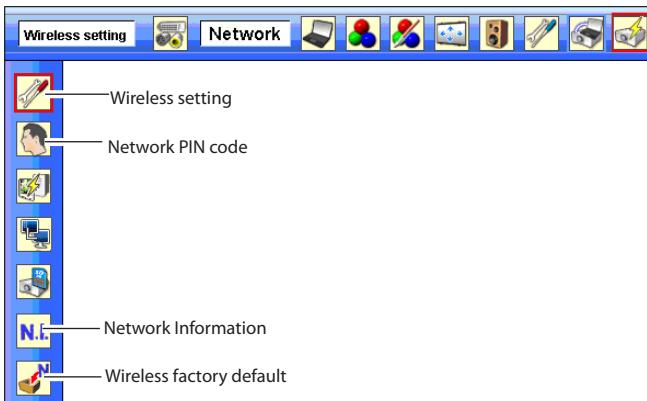 Wireless setting Network
Wireless setting
Network PIN code
N.I. Network Information
N
Wireless factory default